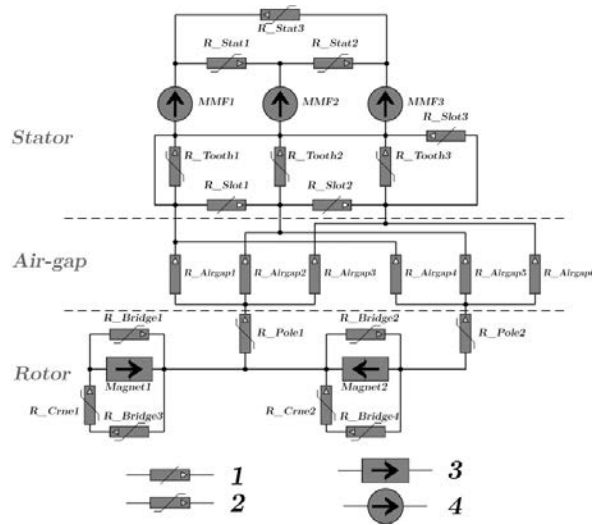 R_Stat3
R_Stat1
R_Stat2
MMF1
MMF2
MMF3
R_Slot3
Stator
R_Tooth1
R_Tooth2
R_Tooth3
R_Slot1
R_Slot2
Air-gap
R_Airgap1
R_Airgap2
R_Airgap3
R_Airgap4
R_Airgap5
R_Airgap6
R_Bridge1
R_Pole1
R_Bridge2
R_Pole2
Rotor
Magnet1
Magnet2
R_Crne1
R_Bridge3
R_Crne2
R_Bridge4
1
3
2
4